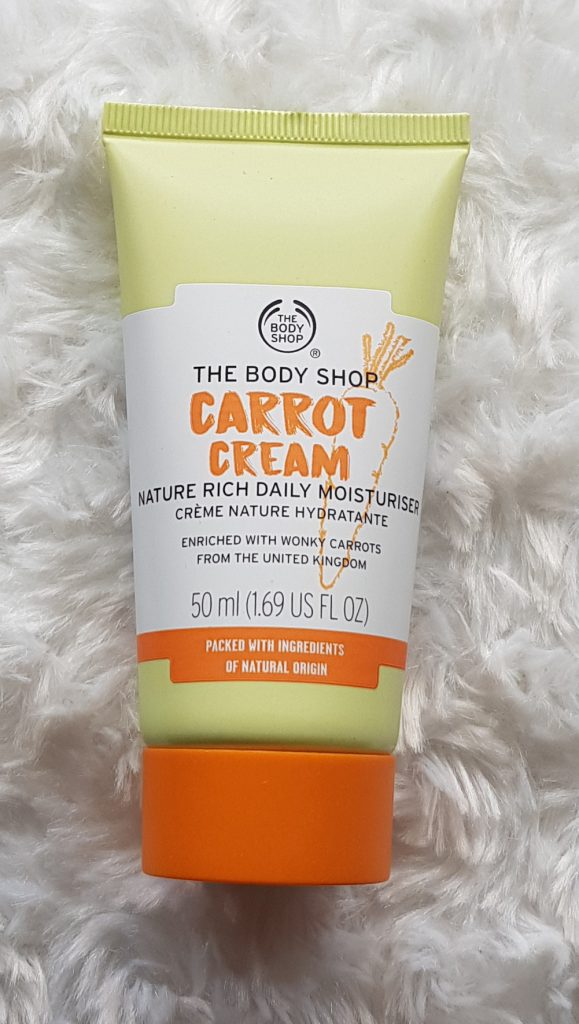 THE
BODY
SHOP
®
THE BODY SHOP
CARROT
CREAM
NATURE RICH DAILY MOISTURISER
CRÈME NATURE HYDRATANTE
ENRICHED WITH WONKY CARROTS
FROM THE UNITED KINGDOM
50 ml (1.69 US FL OZ)
PACKED WITH INGREDIENTS
OF NATURAL ORIGIN